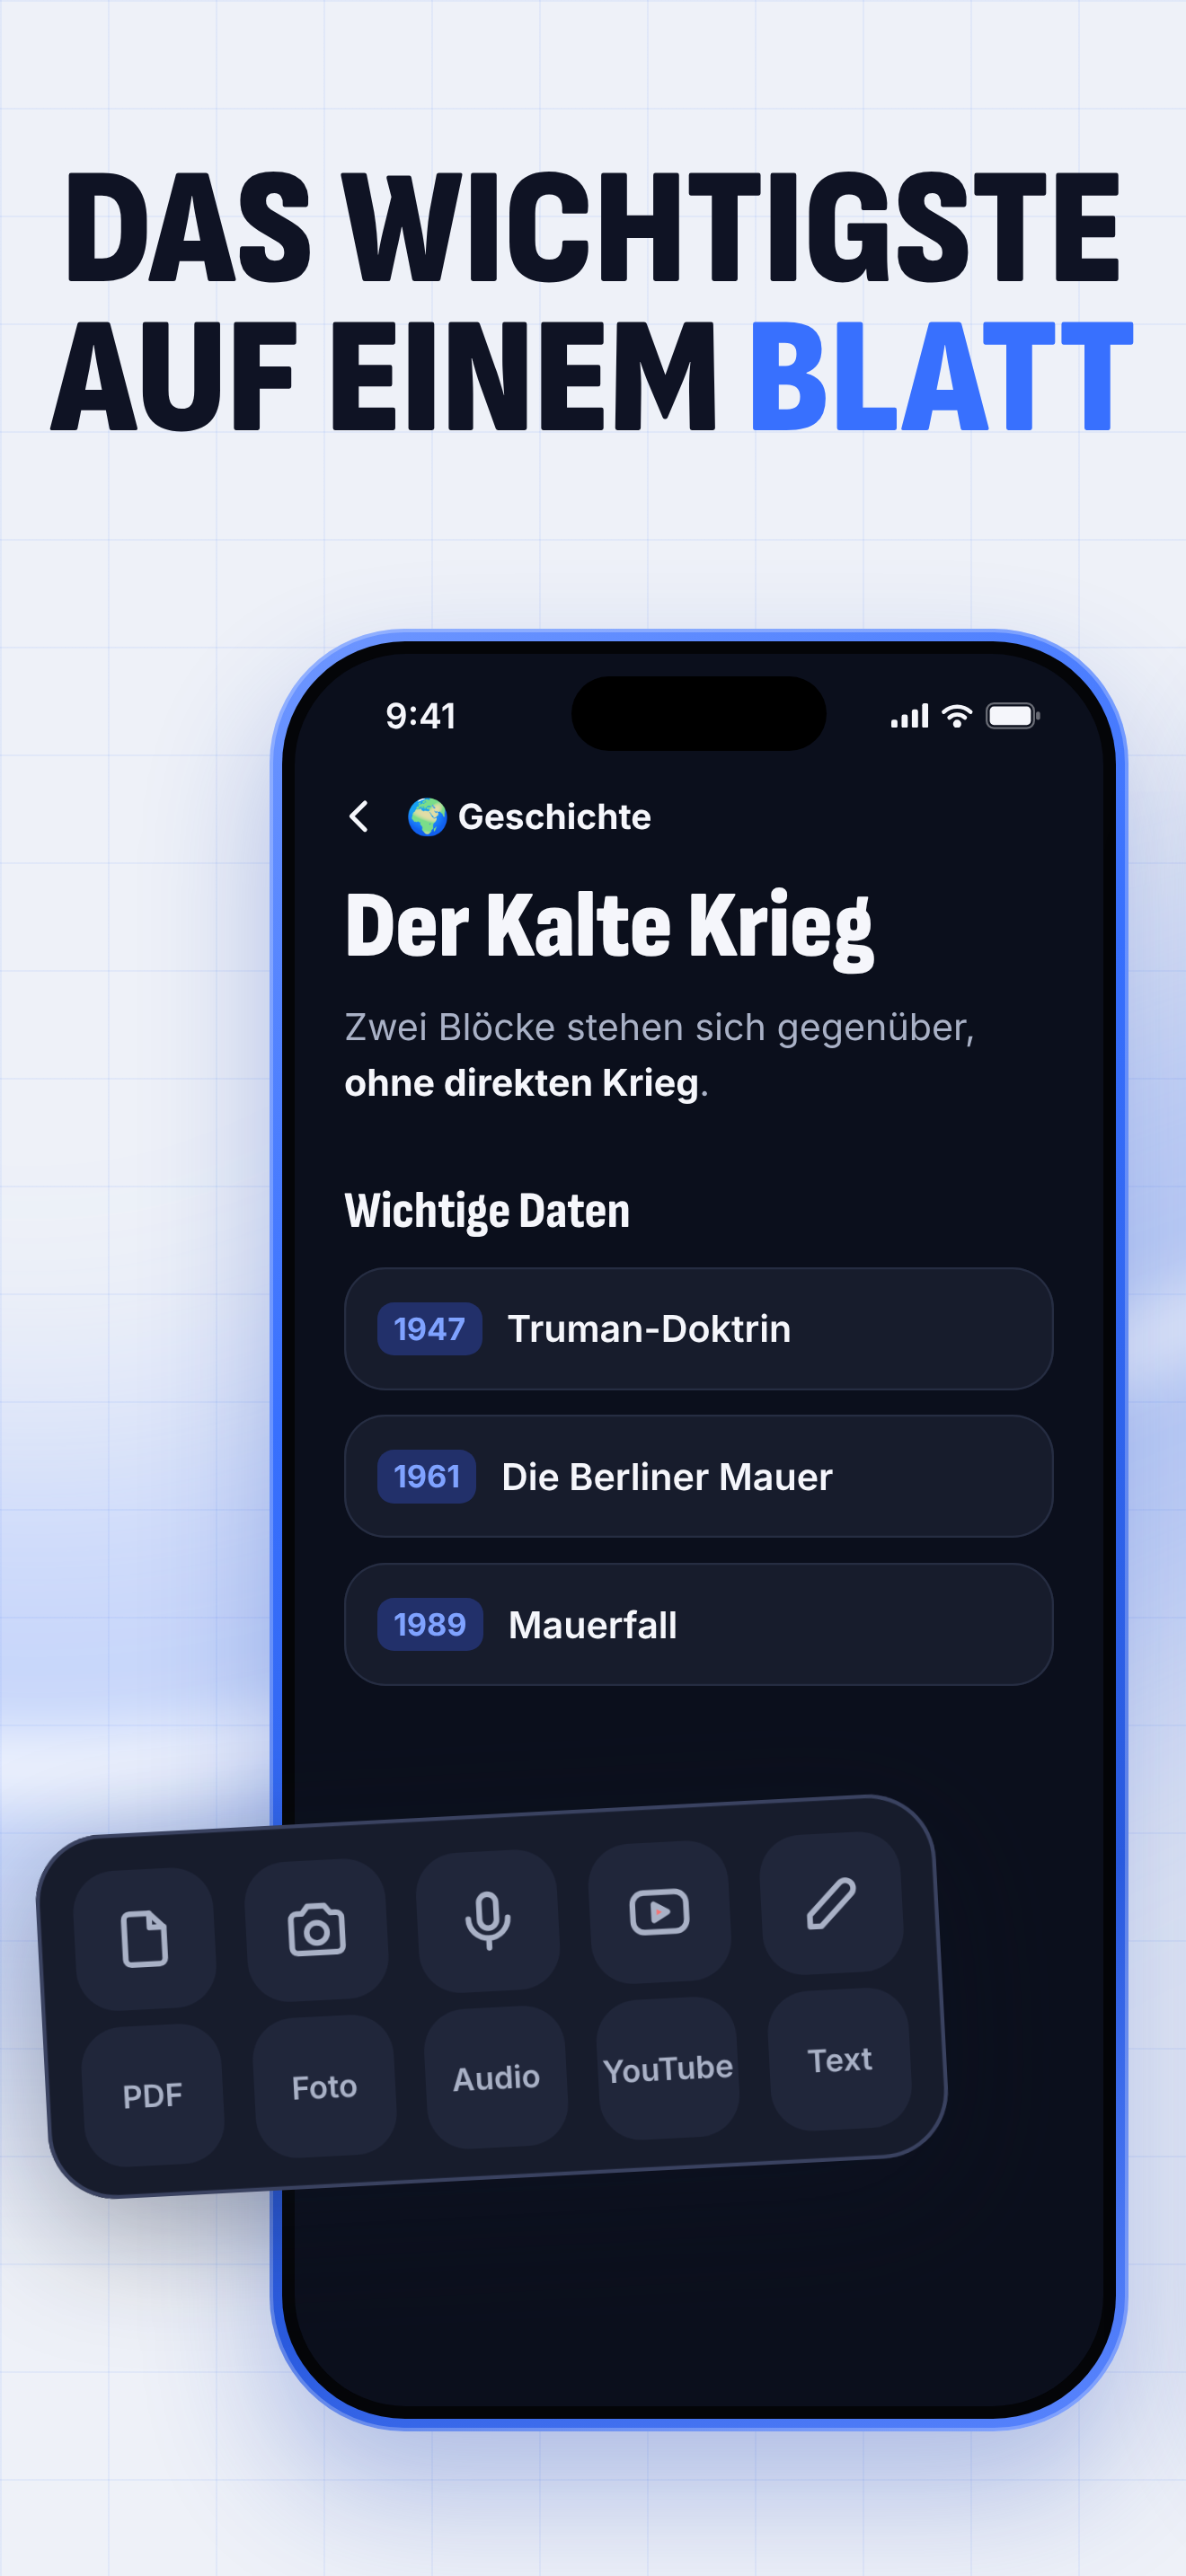 DAS WICHTIGSTE
AUF EINEM BLATT
9:41
Geschichte
Der Kalte Krieg
Zwei Blöcke stehen sich gegenüber,
ohne direkten Krieg.
Wichtige Daten
1947 Truman-Doktrin
1961 Die Berliner Mauer
1989 Mauerfall
PDF Foto Audio YouTube Text